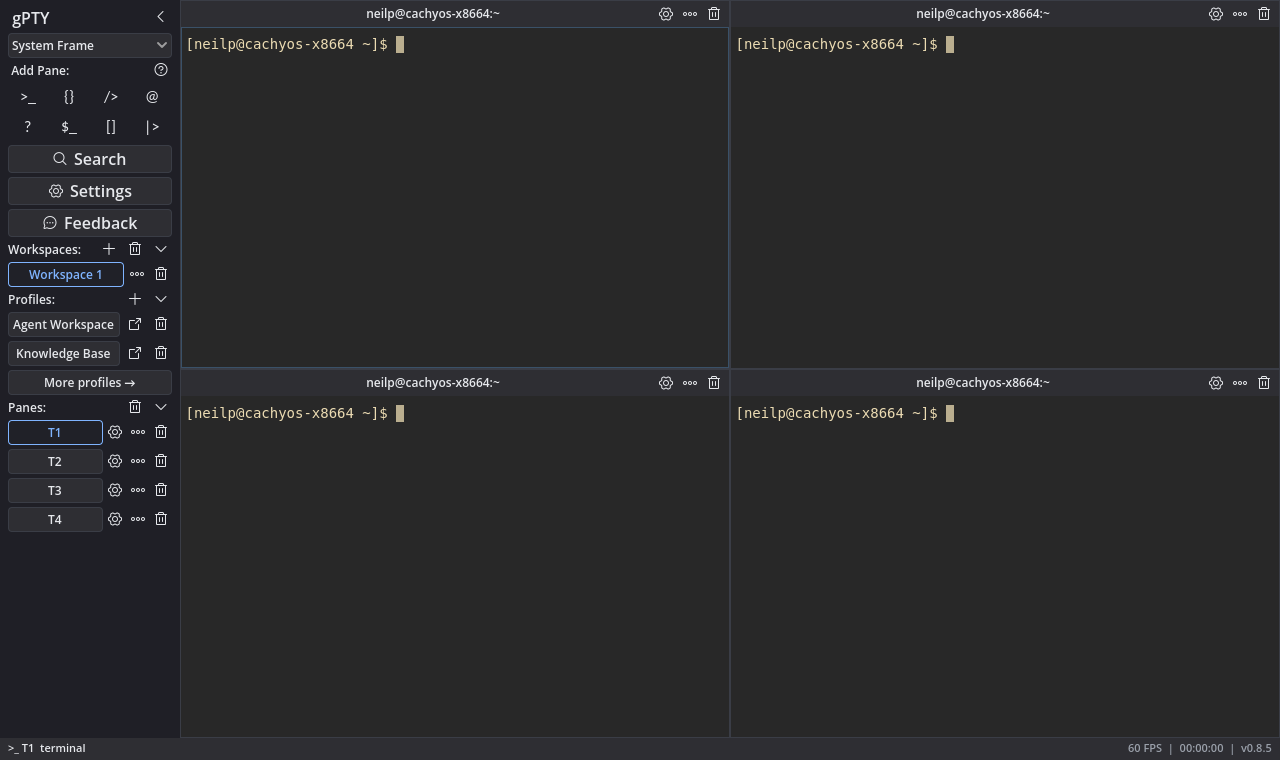 gPTY
System Frame
Add Pane:
>_ {} /> @
? $_ [] |>
Search
Settings
Feedback
Workspaces:
Workspace 1
Profiles:
Agent Workspace
Knowledge Base
More profiles →
Panes:
T1
T2
T3
T4
neilp@cachyos-x8664:~
[neilp@cachyos-x8664 ~]$
neilp@cachyos-x8664:~
[neilp@cachyos-x8664 ~]$
neilp@cachyos-x8664:~
[neilp@cachyos-x8664 ~]$
neilp@cachyos-x8664:~
[neilp@cachyos-x8664 ~]$
>_ T1 terminal
60 FPS | 00:00:00 | v0.8.5